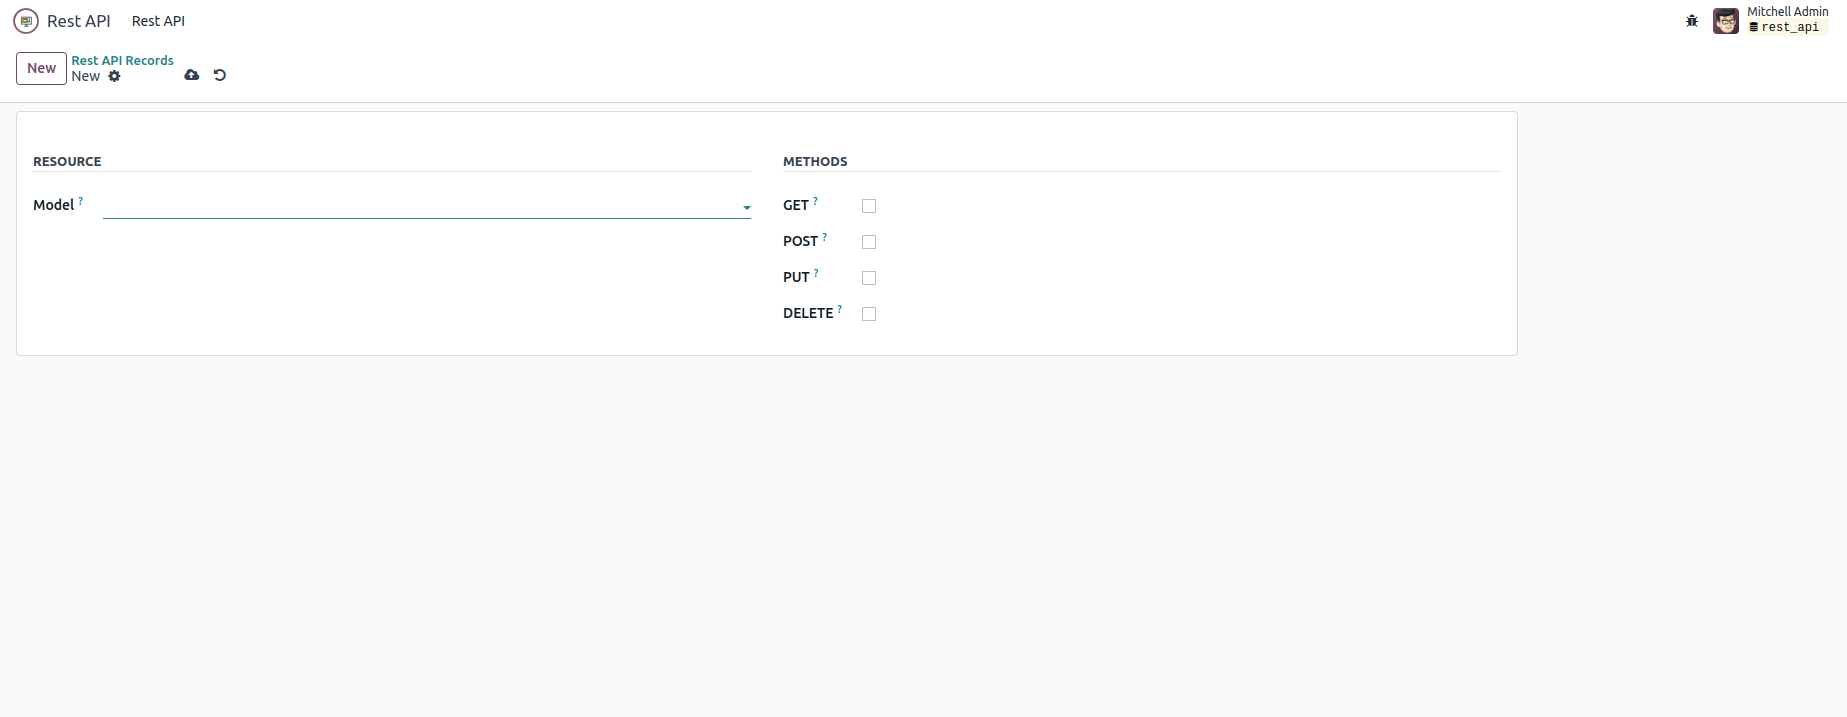 Rest API Rest API
Mitchell Admin
rest_api
New
Rest API Records
New
RESOURCE
METHODS
Model ?
GET ?
POST ?
PUT ?
DELETE ?